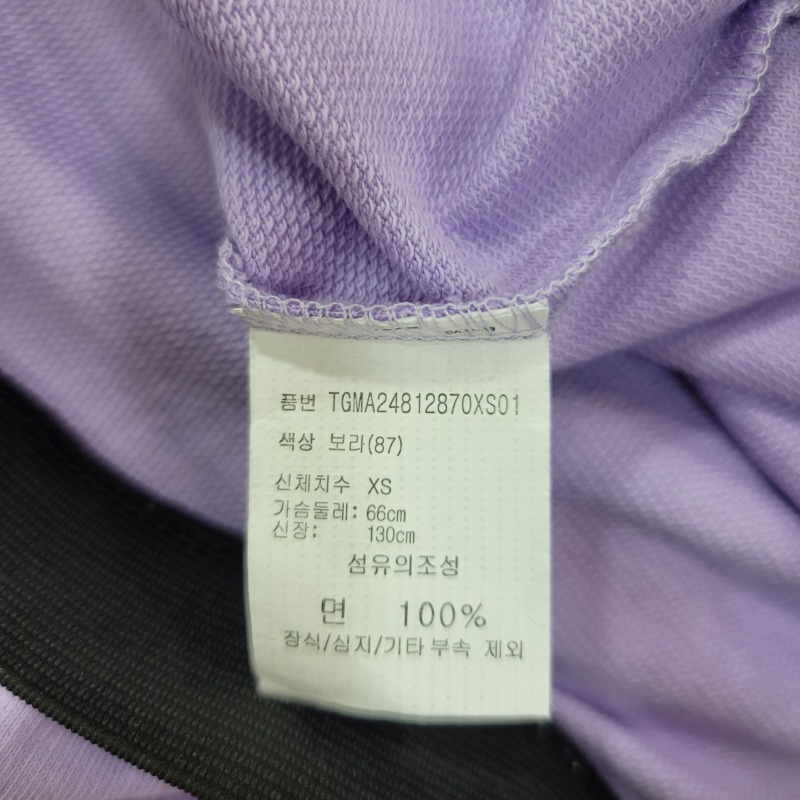 품번 TGMA24812870XS01
색상 보라(87)
신체치수 XS
가슴둘레: 66cm
신장: 130cm
섬유의조성
면 100%
장식/심지/기타 부속 제외